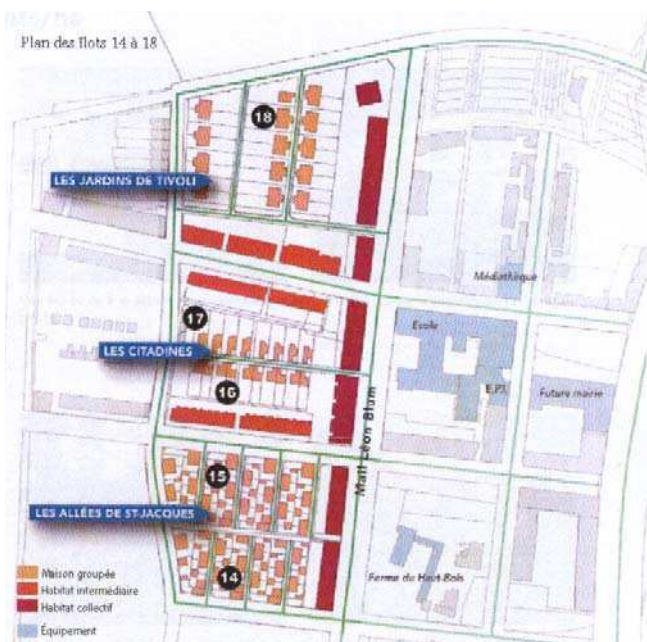 Plan des îlots 14 à 18
18
LES JARDINS DE TIVOLI
Médiathèque
17
Ecole
LES CITADINES
16
E.P.I.
Future mairie
Mail Léon Blum
15
LES ALLÉES DE ST-JACQUES
14
Ferme du Haut-Bois
Maison groupée
Habitat intermédiaire
Habitat collectif
Équipement